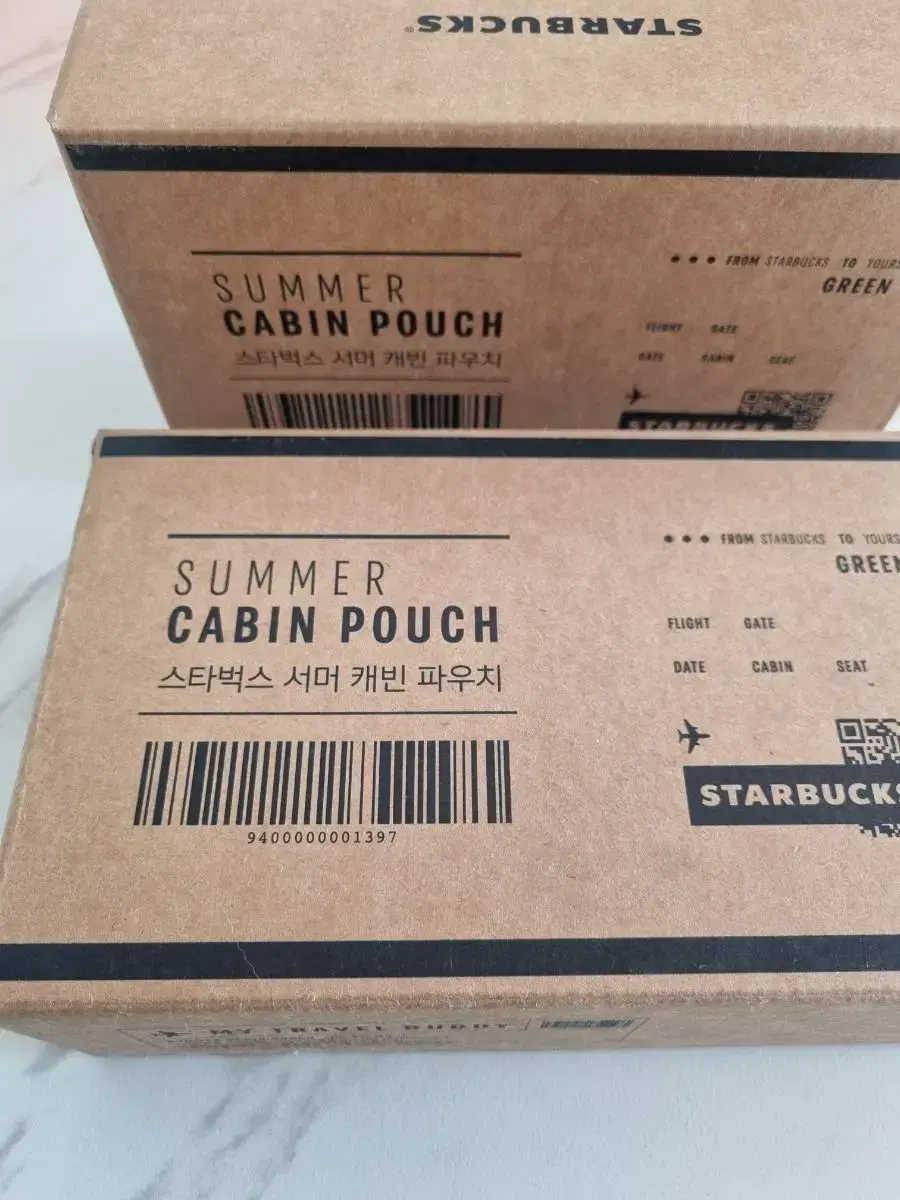 STARBUCKS®
SUMMER
CABIN POUCH
스타벅스 서머 캐빈 파우치
••• FROM STARBUCKS TO YOURS
GREEN
FLIGHT GATE
DATE CABIN SEAT
STARBUCKS
SUMMER
CABIN POUCH
스타벅스 서머 캐빈 파우치
9400000001397
••• FROM STARBUCKS TO YOURS
GREEN
FLIGHT GATE
DATE CABIN SEAT
STARBUCKS
MY TRAVEL BUDDY